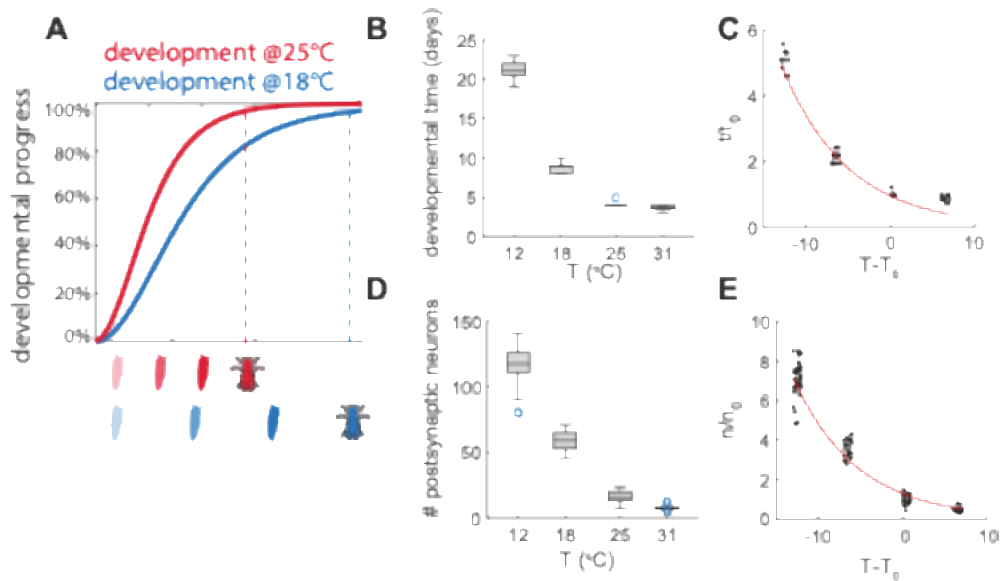 A
development @25°C
development @18°C
developmental progress
100%
80%
60%
40%
20%
0%
B
developmental time (days)
25
20
15
10
5
0
12 18 25 31
T (°C)
C
t/t₀
6
4
2
0
-10 0 10
T-T₀
D
# postsynaptic neurons
150
100
50
0
12 18 25 31
T (°C)
E
n/n₀
10
8
6
4
2
0
-10 0 10
T-T₀